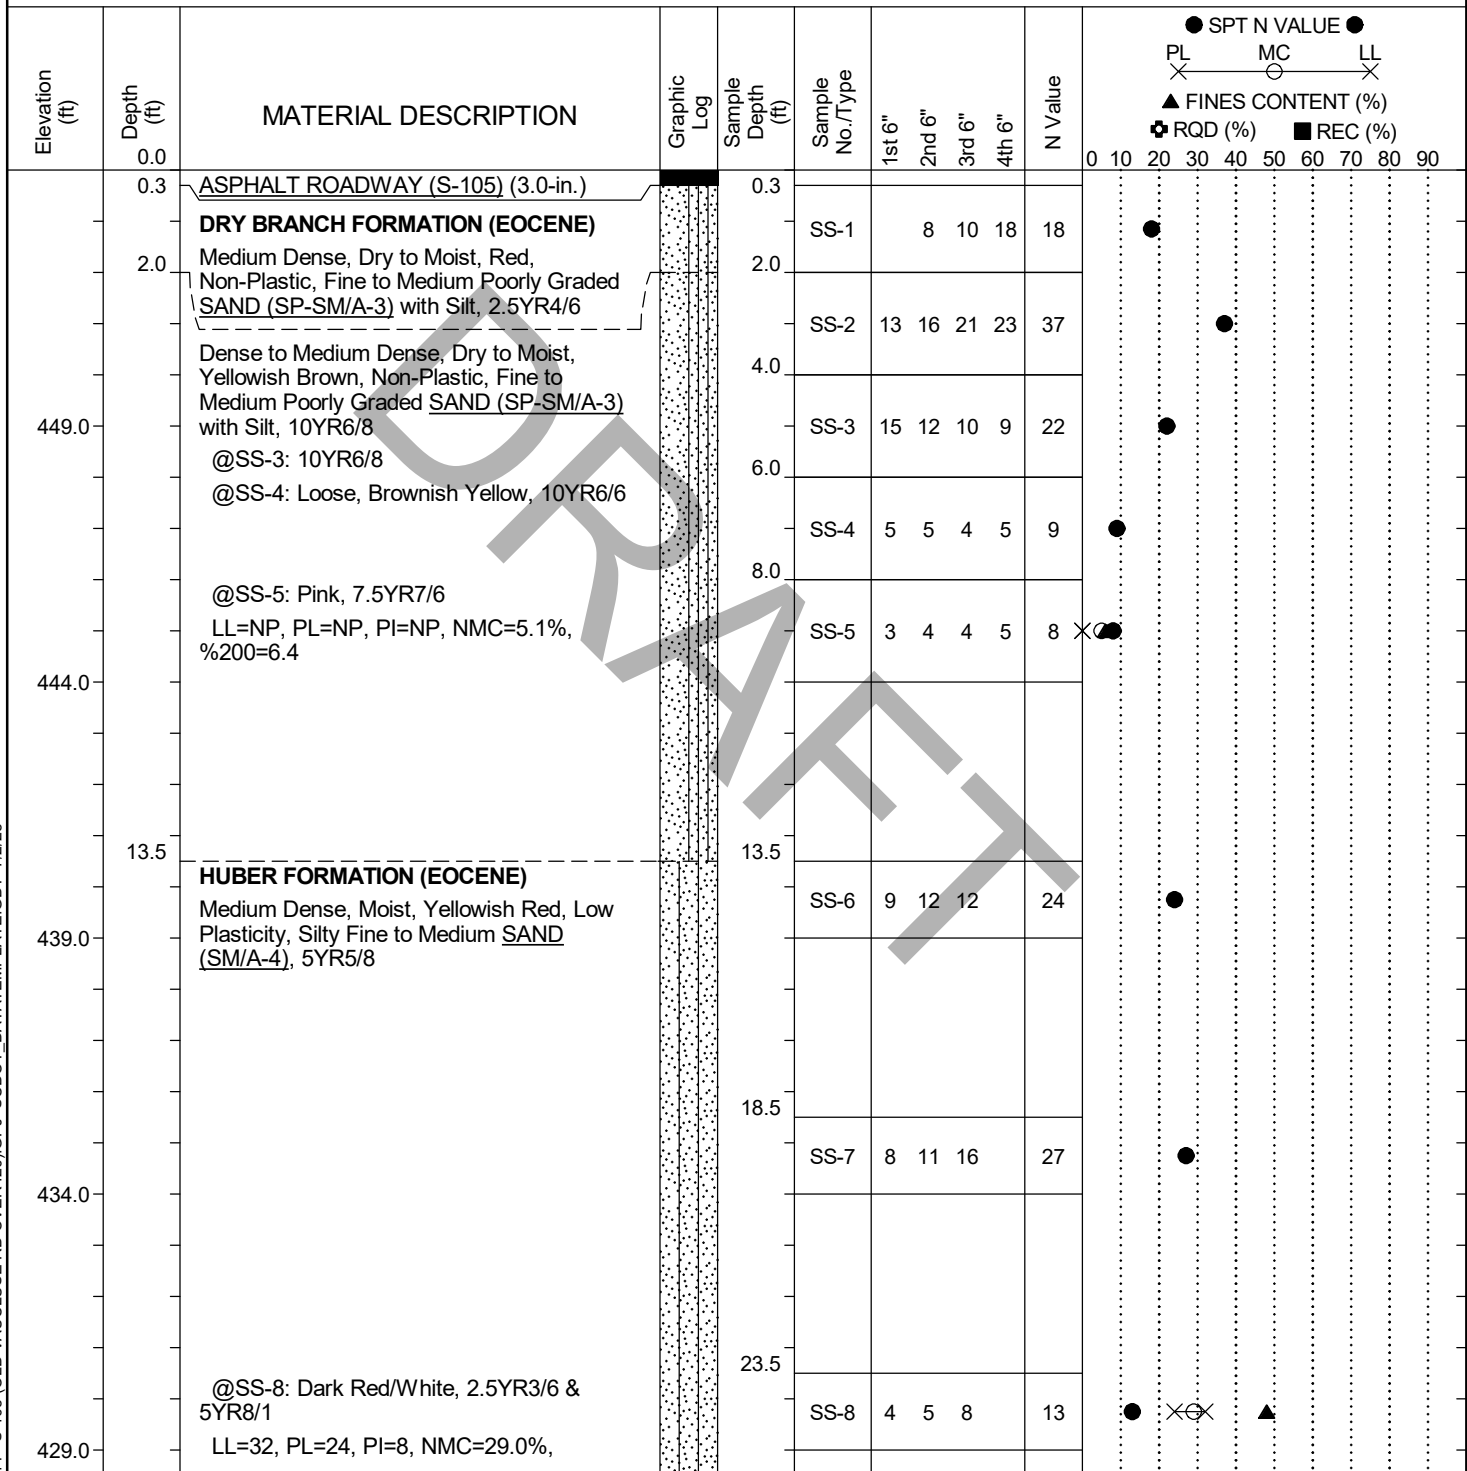 ● SPT N VALUE ●
PL MC LL
▲ FINES CONTENT (%)
RQD (%) ■ REC (%)
Elevation (ft)
Depth (ft)
MATERIAL DESCRIPTION
Graphic Log
Sample Depth (ft)
Sample No./Type
1st 6"
2nd 6"
3rd 6"
4th 6"
N Value
0.0
0 10 20 30 40 50 60 70 80 90
0.3 ASPHALT ROADWAY (S-105) (3.0-in.) 0.3
DRY BRANCH FORMATION (EOCENE)
SS-1 8 10 18 18
Medium Dense, Dry to Moist, Red,
2.0 2.0
Non-Plastic, Fine to Medium Poorly Graded
SAND (SP-SM/A-3) with Silt, 2.5YR4/6
SS-2 13 16 21 23 37
Dense to Medium Dense, Dry to Moist,
4.0
Yellowish Brown, Non-Plastic, Fine to
Medium Poorly Graded SAND (SP-SM/A-3)
449.0 with Silt, 10YR6/8
SS-3 15 12 10 9 22
@SS-3: 10YR6/8
6.0
@SS-4: Loose, Brownish Yellow, 10YR6/6
SS-4 5 5 4 5 9
8.0
@SS-5: Pink, 7.5YR7/6
LL=NP, PL=NP, PI=NP, NMC=5.1%,
SS-5 3 4 4 5 8
%200=6.4
444.0
13.5 13.5
HUBER FORMATION (EOCENE)
SS-6 9 12 12 24
Medium Dense, Moist, Yellowish Red, Low
439.0 Plasticity, Silty Fine to Medium SAND
(SM/A-4), 5YR5/8
18.5
SS-7 8 11 16 27
434.0
23.5
@SS-8: Dark Red/White, 2.5YR3/6 &
5YR8/1
SS-8 4 5 8 13
429.0 LL=32, PL=24, PI=8, NMC=29.0%,
DRAFT